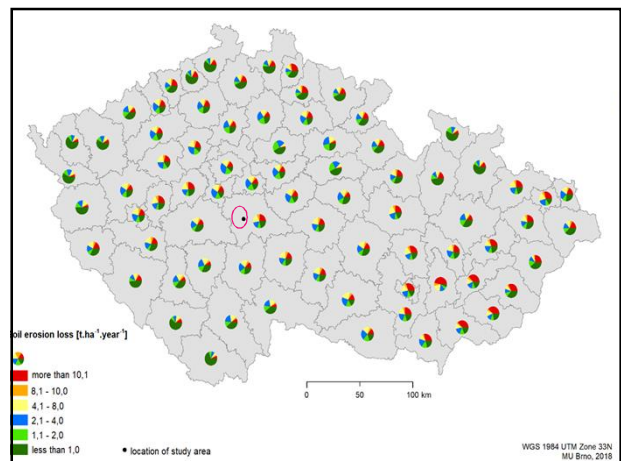 oil erosion loss [t.ha⁻¹.year⁻¹]
more than 10,1
8,1 - 10,0
4,1 - 8,0
2,1 - 4,0
1,1 - 2,0
less than 1,0
location of study area
0 50 100 km
WGS 1984 UTM Zone 33N
MU Brno, 2018